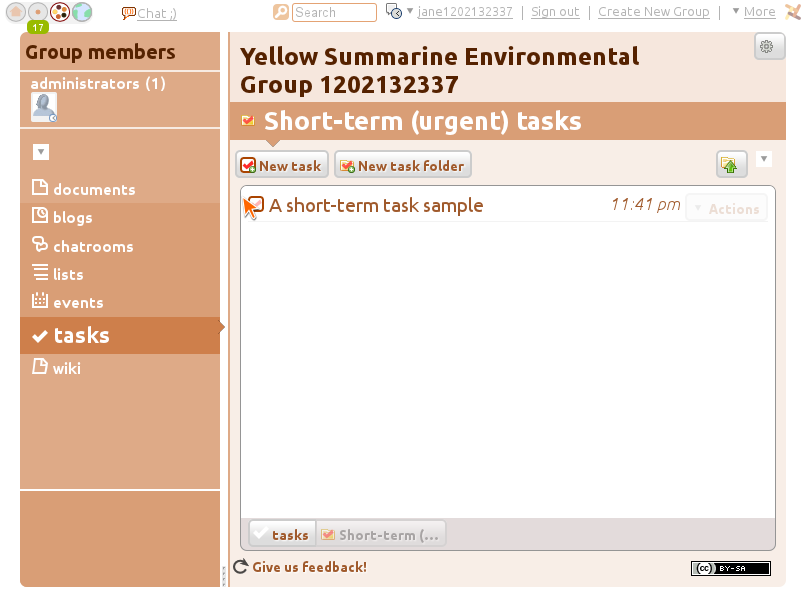 Chat ;)
Search
jane1202132337
Sign out
Create New Group
More
17
Group members
administrators (1)
documents
blogs
chatrooms
lists
events
tasks
wiki
Yellow Summarine Environmental
Group 1202132337
Short-term (urgent) tasks
New task
New task folder
A short-term task sample
11:41 pm
Actions
tasks
Short-term (...
Give us feedback!
(cc) BY-SA